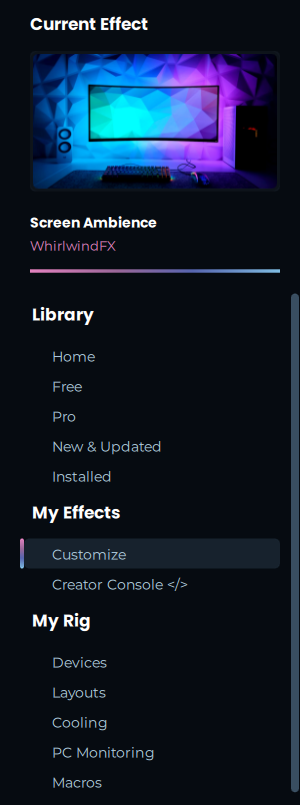 Current Effect
Screen Ambience
WhirlwindFX
Library
Home
Free
Pro
New & Updated
Installed
My Effects
Customize
Creator Console </>
My Rig
Devices
Layouts
Cooling
PC Monitoring
Macros